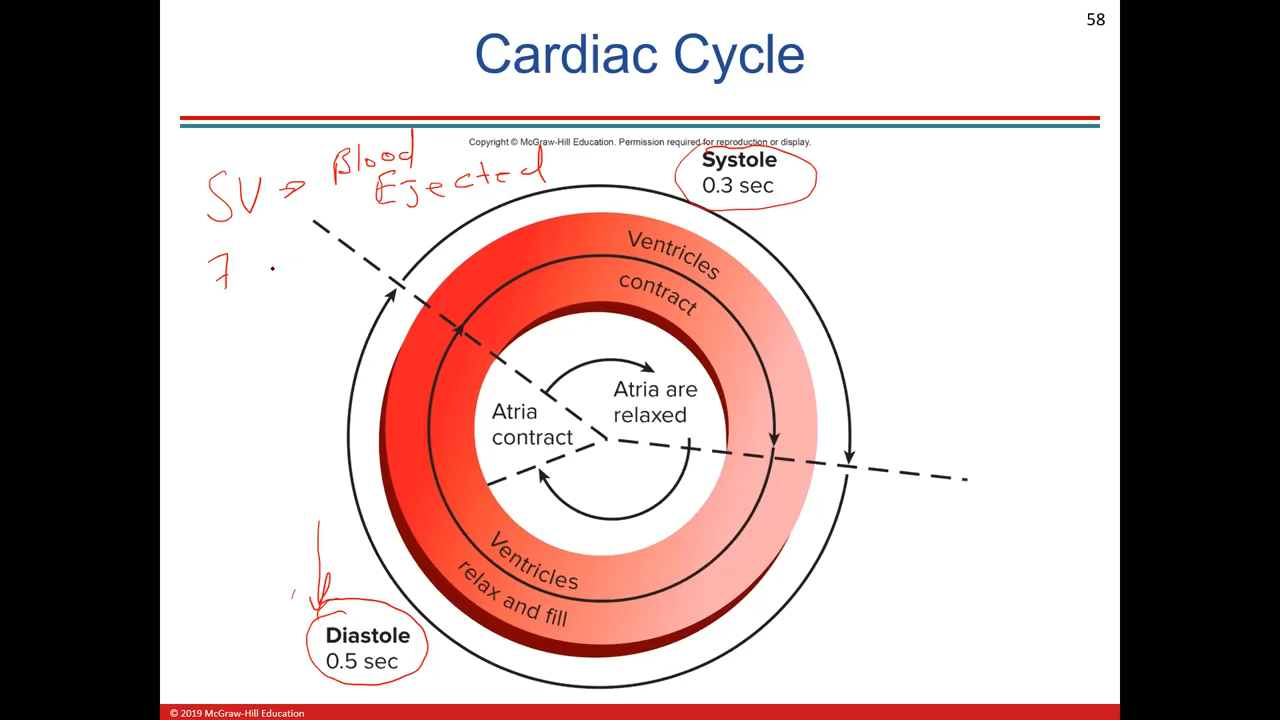 58
Cardiac Cycle
Copyright © McGraw-Hill Education. Permission required for reproduction or display.
Blood
SV → Ejected
7
Systole
0.3 sec
Ventricles
contract
Atria are
relaxed
Atria
contract
Ventricles
relax and fill
Diastole
0.5 sec
© 2019 McGraw-Hill Education